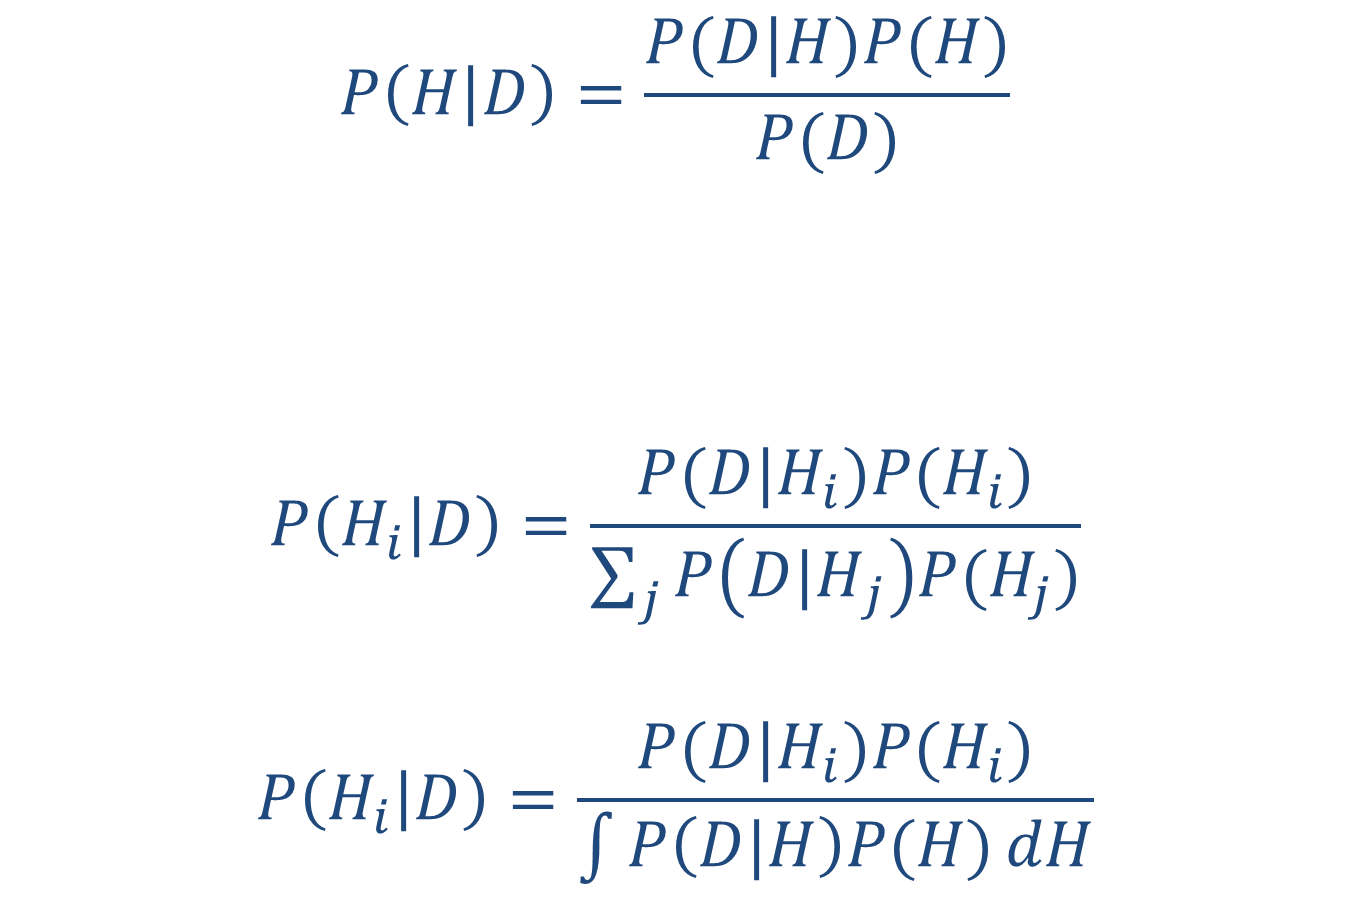 P(H|D) = P(D|H)P(H) / P(D)
P(H_i|D) = P(D|H_i)P(H_i) / ∑_j P(D|H_j)P(H_j)
P(H_i|D) = P(D|H_i)P(H_i) / ∫ P(D|H)P(H) dH